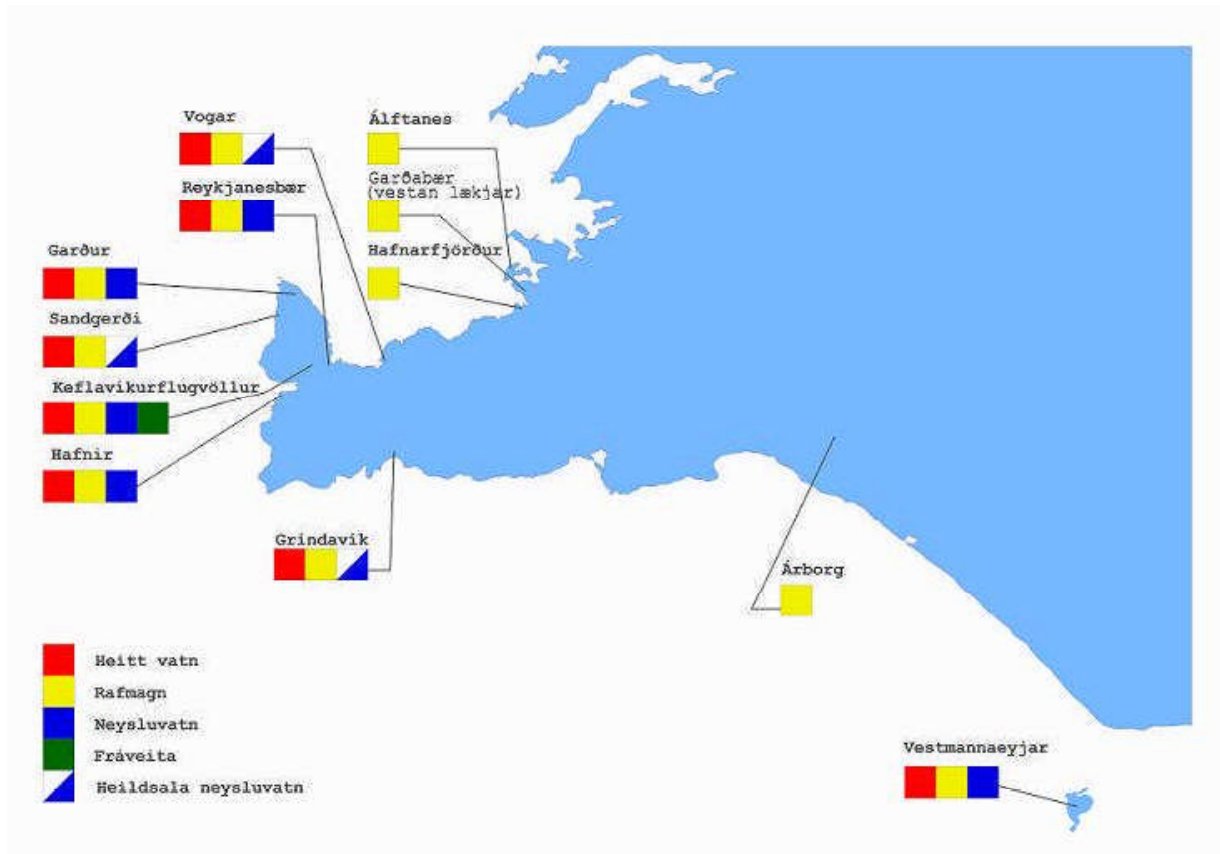 Vogar
Álftanes
Reykjanesbær
Garðabær
(vestan lækjar)
Garður
Hafnarfjörður
Sandgerði
Keflavíkurflugvöllur
Hafnir
Grindavík
Árborg
Heitt vatn
Rafmagn
Neysluvatn
Fráveita
Heildsala neysluvatn
Vestmannaeyjar